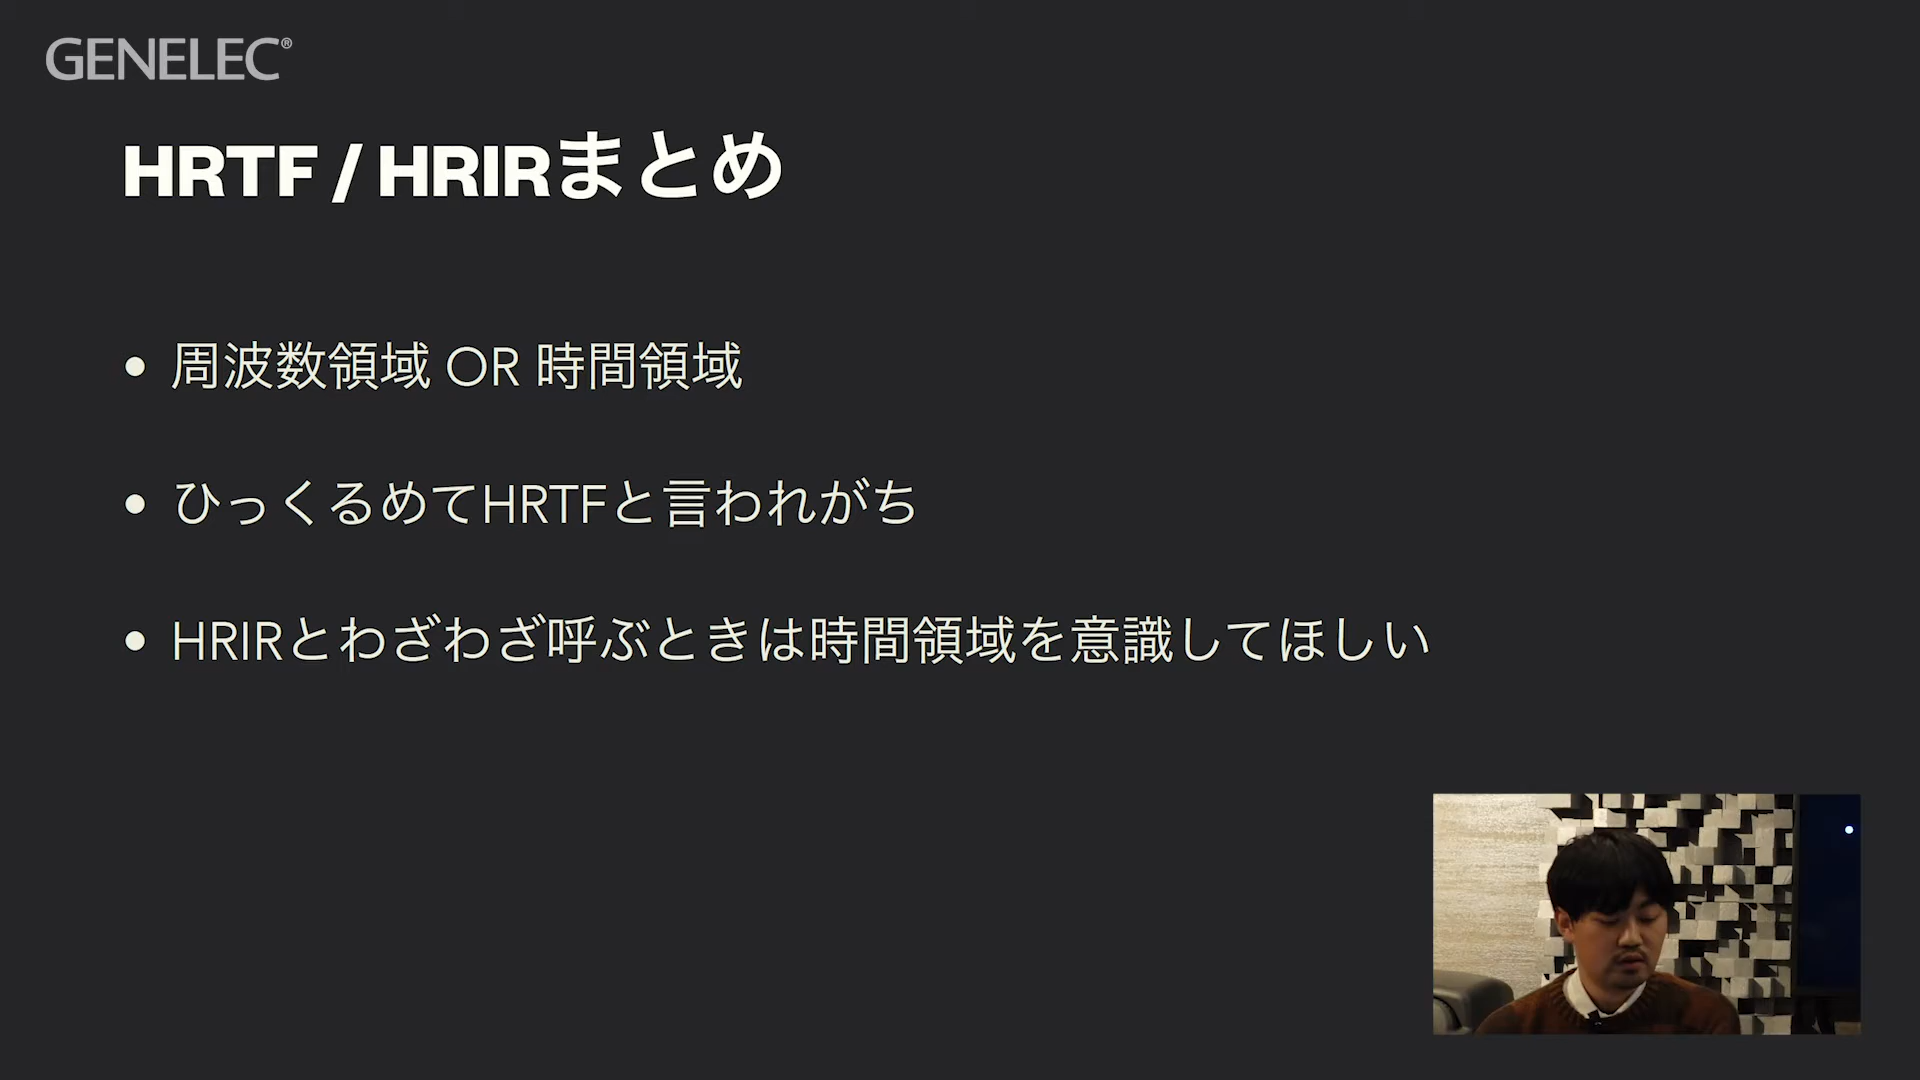 GENELEC®
HRTF / HRIRまとめ
• 周波数領域 OR 時間領域
• ひっくるめてHRTFと言われがち
• HRIRとわざわざ呼ぶときは時間領域を意識してほしい